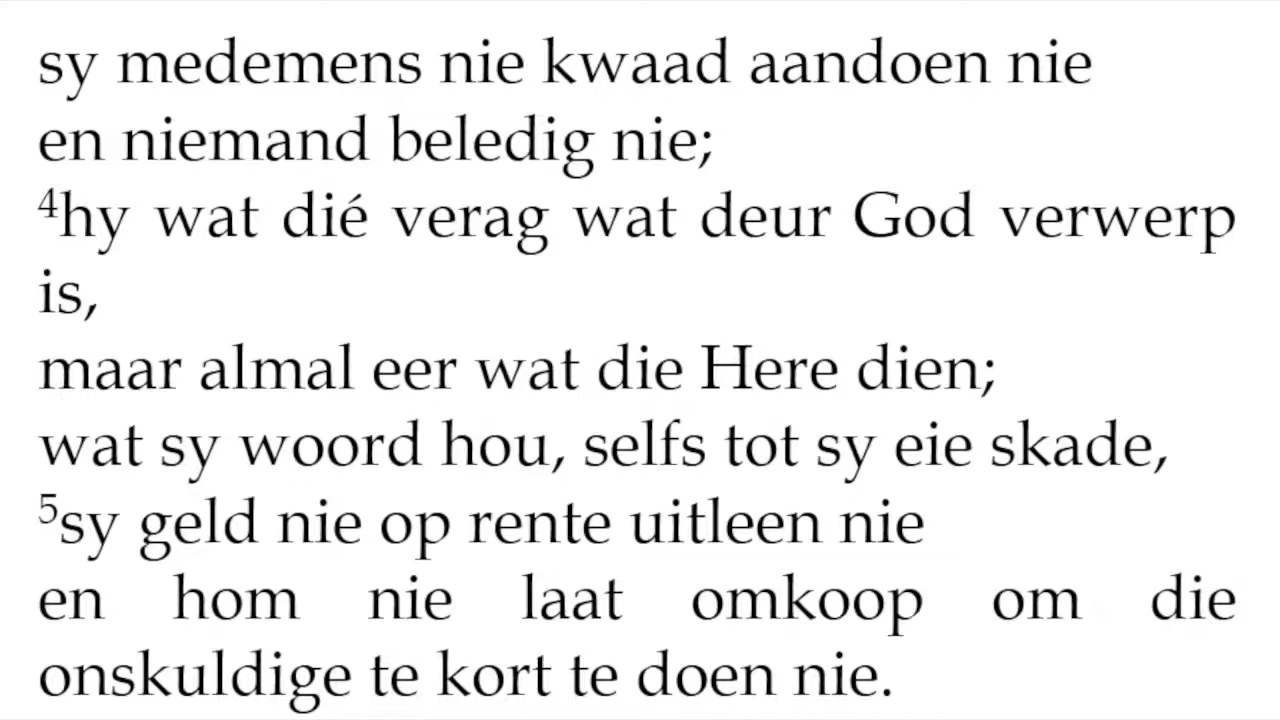 sy medemens nie kwaad aandoen nie
en niemand beledig nie;
⁴hy wat dié verag wat deur God verwerp
is,
maar almal eer wat die Here dien;
wat sy woord hou, selfs tot sy eie skade,
⁵sy geld nie op rente uitleen nie
en hom nie laat omkoop om die
onskuldige te kort te doen nie.